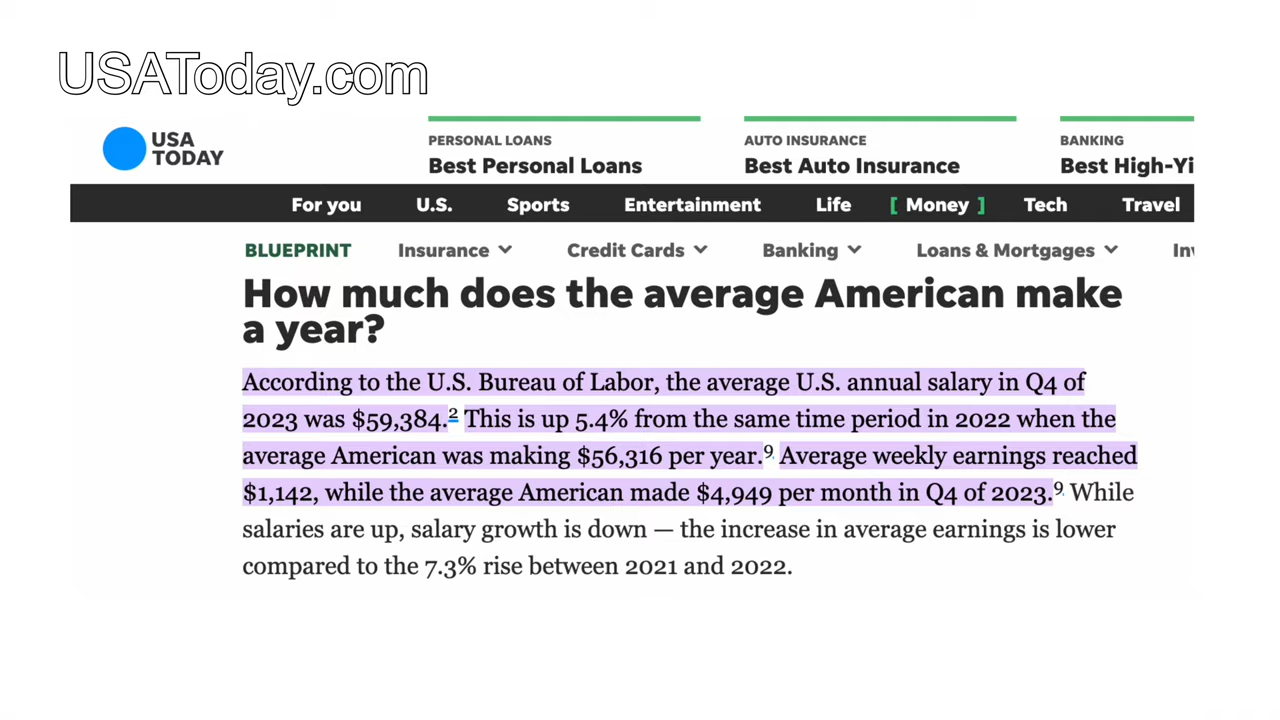 USAToday.com
USA
TODAY
PERSONAL LOANS
Best Personal Loans
AUTO INSURANCE
Best Auto Insurance
BANKING
Best High-Yi
For you U.S. Sports Entertainment Life [ Money ] Tech Travel
BLUEPRINT Insurance Credit Cards Banking Loans & Mortgages Inv
How much does the average American make
a year?
According to the U.S. Bureau of Labor, the average U.S. annual salary in Q4 of
2023 was $59,384.2 This is up 5.4% from the same time period in 2022 when the
average American was making $56,316 per year.9 Average weekly earnings reached
$1,142, while the average American made $4,949 per month in Q4 of 2023.9 While
salaries are up, salary growth is down — the increase in average earnings is lower
compared to the 7.3% rise between 2021 and 2022.